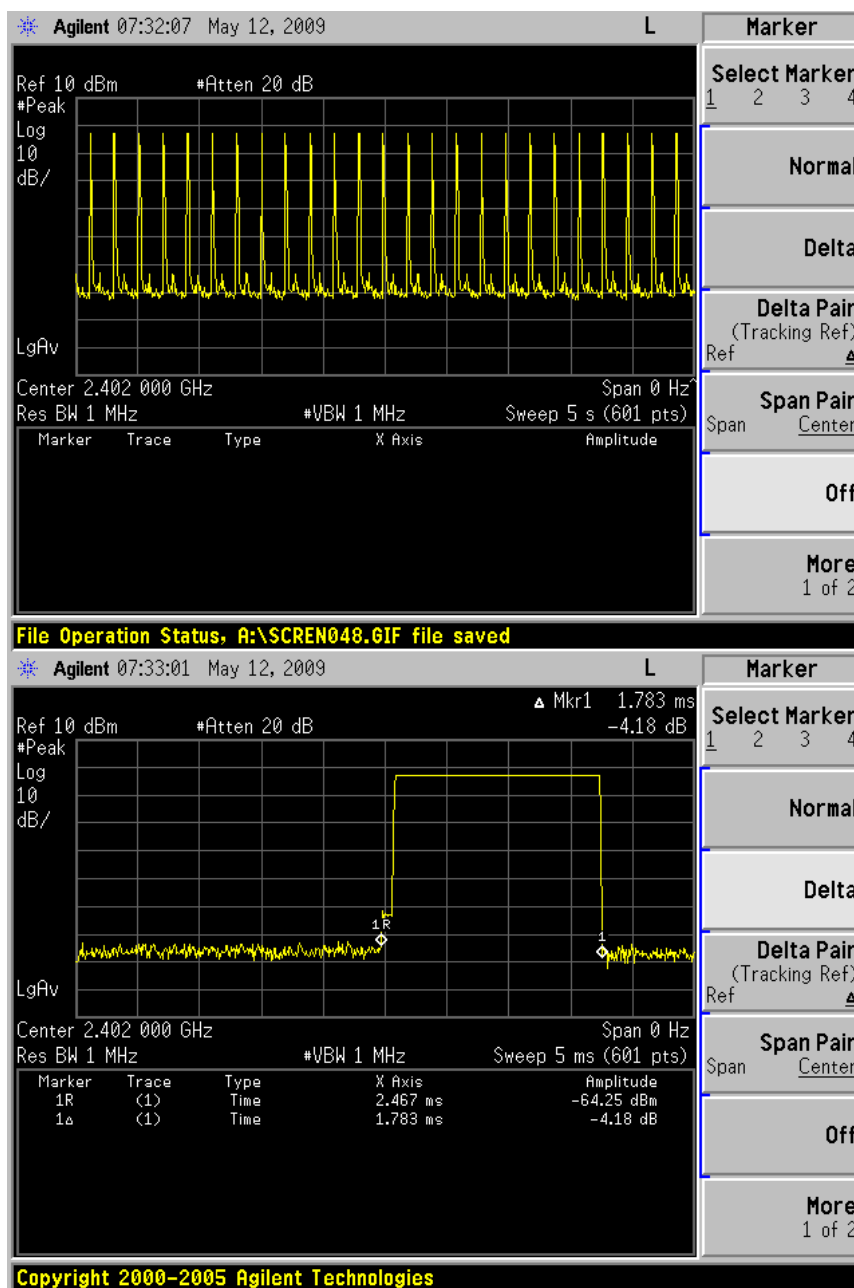 Agilent 07:32:07 May 12, 2009 L
Marker
Ref 10 dBm #Atten 20 dB
#Peak
Log
10
dB/
LgAv
Center 2.402 000 GHz Span 0 Hz^
Res BW 1 MHz #VBW 1 MHz Sweep 5 s (601 pts)
Marker Trace Type X Axis Amplitude
Select Marker
1 2 3 4
Normal
Delta
Delta Pair
(Tracking Ref)
Ref Δ
Span Pair
Span Center
Off
More
1 of 2
File Operation Status, A:\SCREN048.GIF file saved
Agilent 07:33:01 May 12, 2009 L
Marker
Δ Mkr1 1.783 ms
Ref 10 dBm #Atten 20 dB -4.18 dB
#Peak
Log
10
dB/
1R
1
LgAv
Center 2.402 000 GHz Span 0 Hz
Res BW 1 MHz #VBW 1 MHz Sweep 5 ms (601 pts)
Marker Trace Type X Axis Amplitude
1R (1) Time 2.467 ms -64.25 dBm
1Δ (1) Time 1.783 ms -4.18 dB
Select Marker
1 2 3 4
Normal
Delta
Delta Pair
(Tracking Ref)
Ref Δ
Span Pair
Span Center
Off
More
1 of 2
Copyright 2000-2005 Agilent Technologies